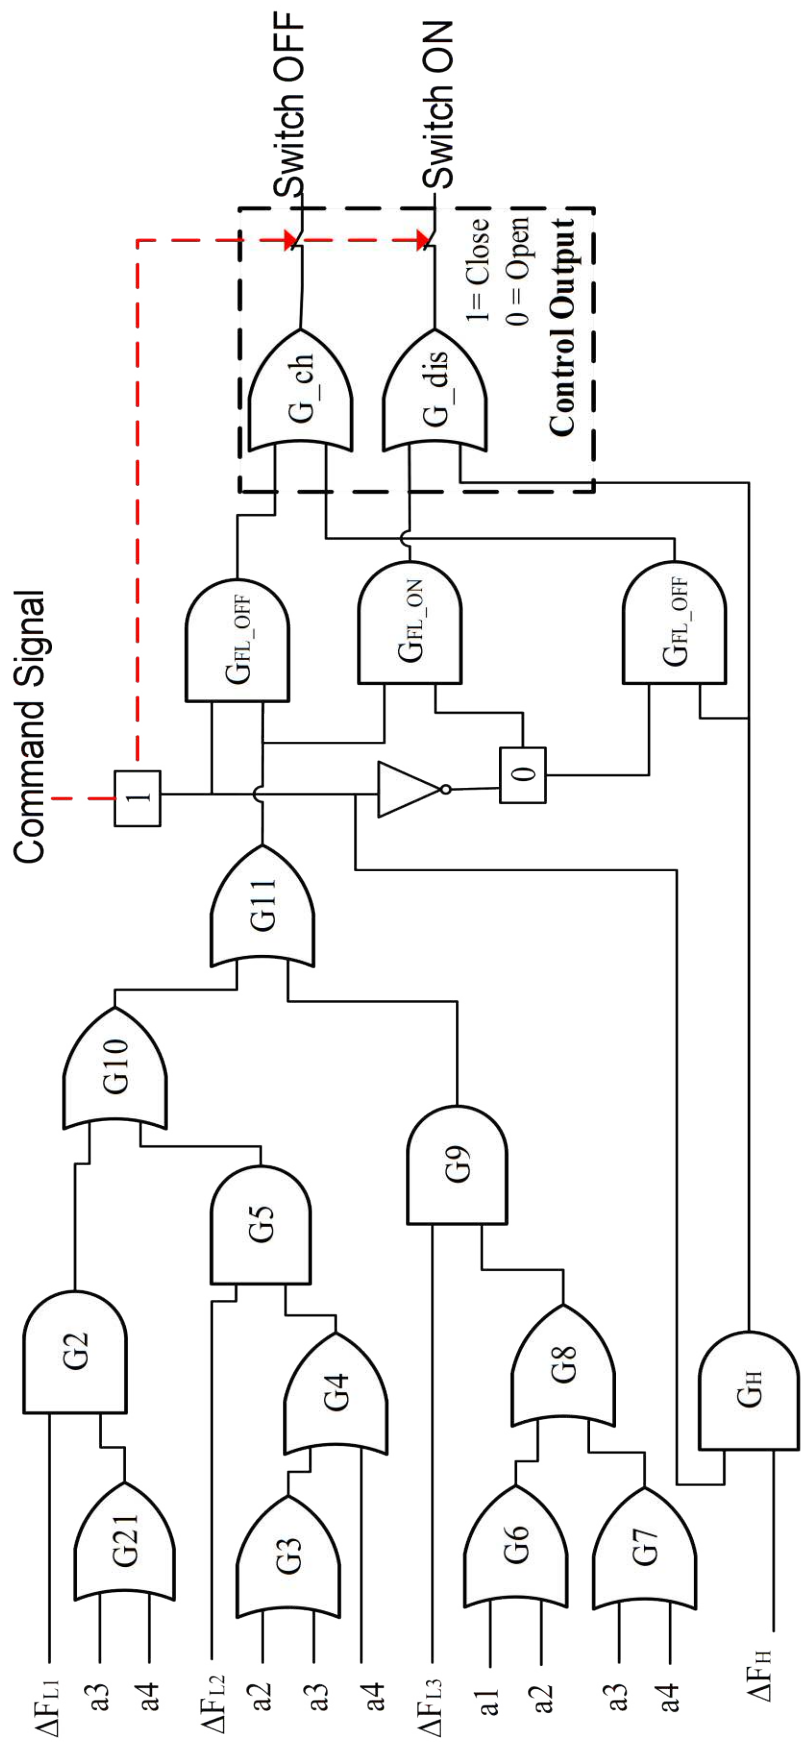 Command Signal
1
Switch OFF
Switch ON
G_ch
G_dis
1= Close
0 = Open
Control Output
GFL_OFF
GFL_ON
GFL_OFF
0
G11
G10
G2
G21
G5
G4
G3
G9
G8
G6
G7
GH
ΔFL1
a3
a4
ΔFL2
a2
a3
a4
ΔFL3
a1
a2
a3
a4
ΔFH